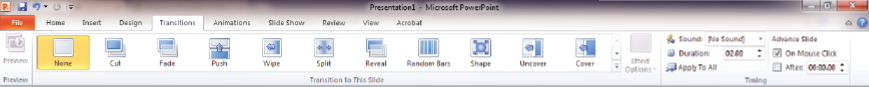 Presentation1 - Microsoft PowerPoint
File Home Insert Design Transitions Animations Slide Show Review View Acrobat
Preview None Cut Fade Push Wipe Split Reveal Random Bars Shape Uncover Cover Effect Options
Sound: [No Sound] Advance Slide
Duration: 02.00 On Mouse Click
Apply To All After: 00:00.00
Preview Transition to This Slide Timing